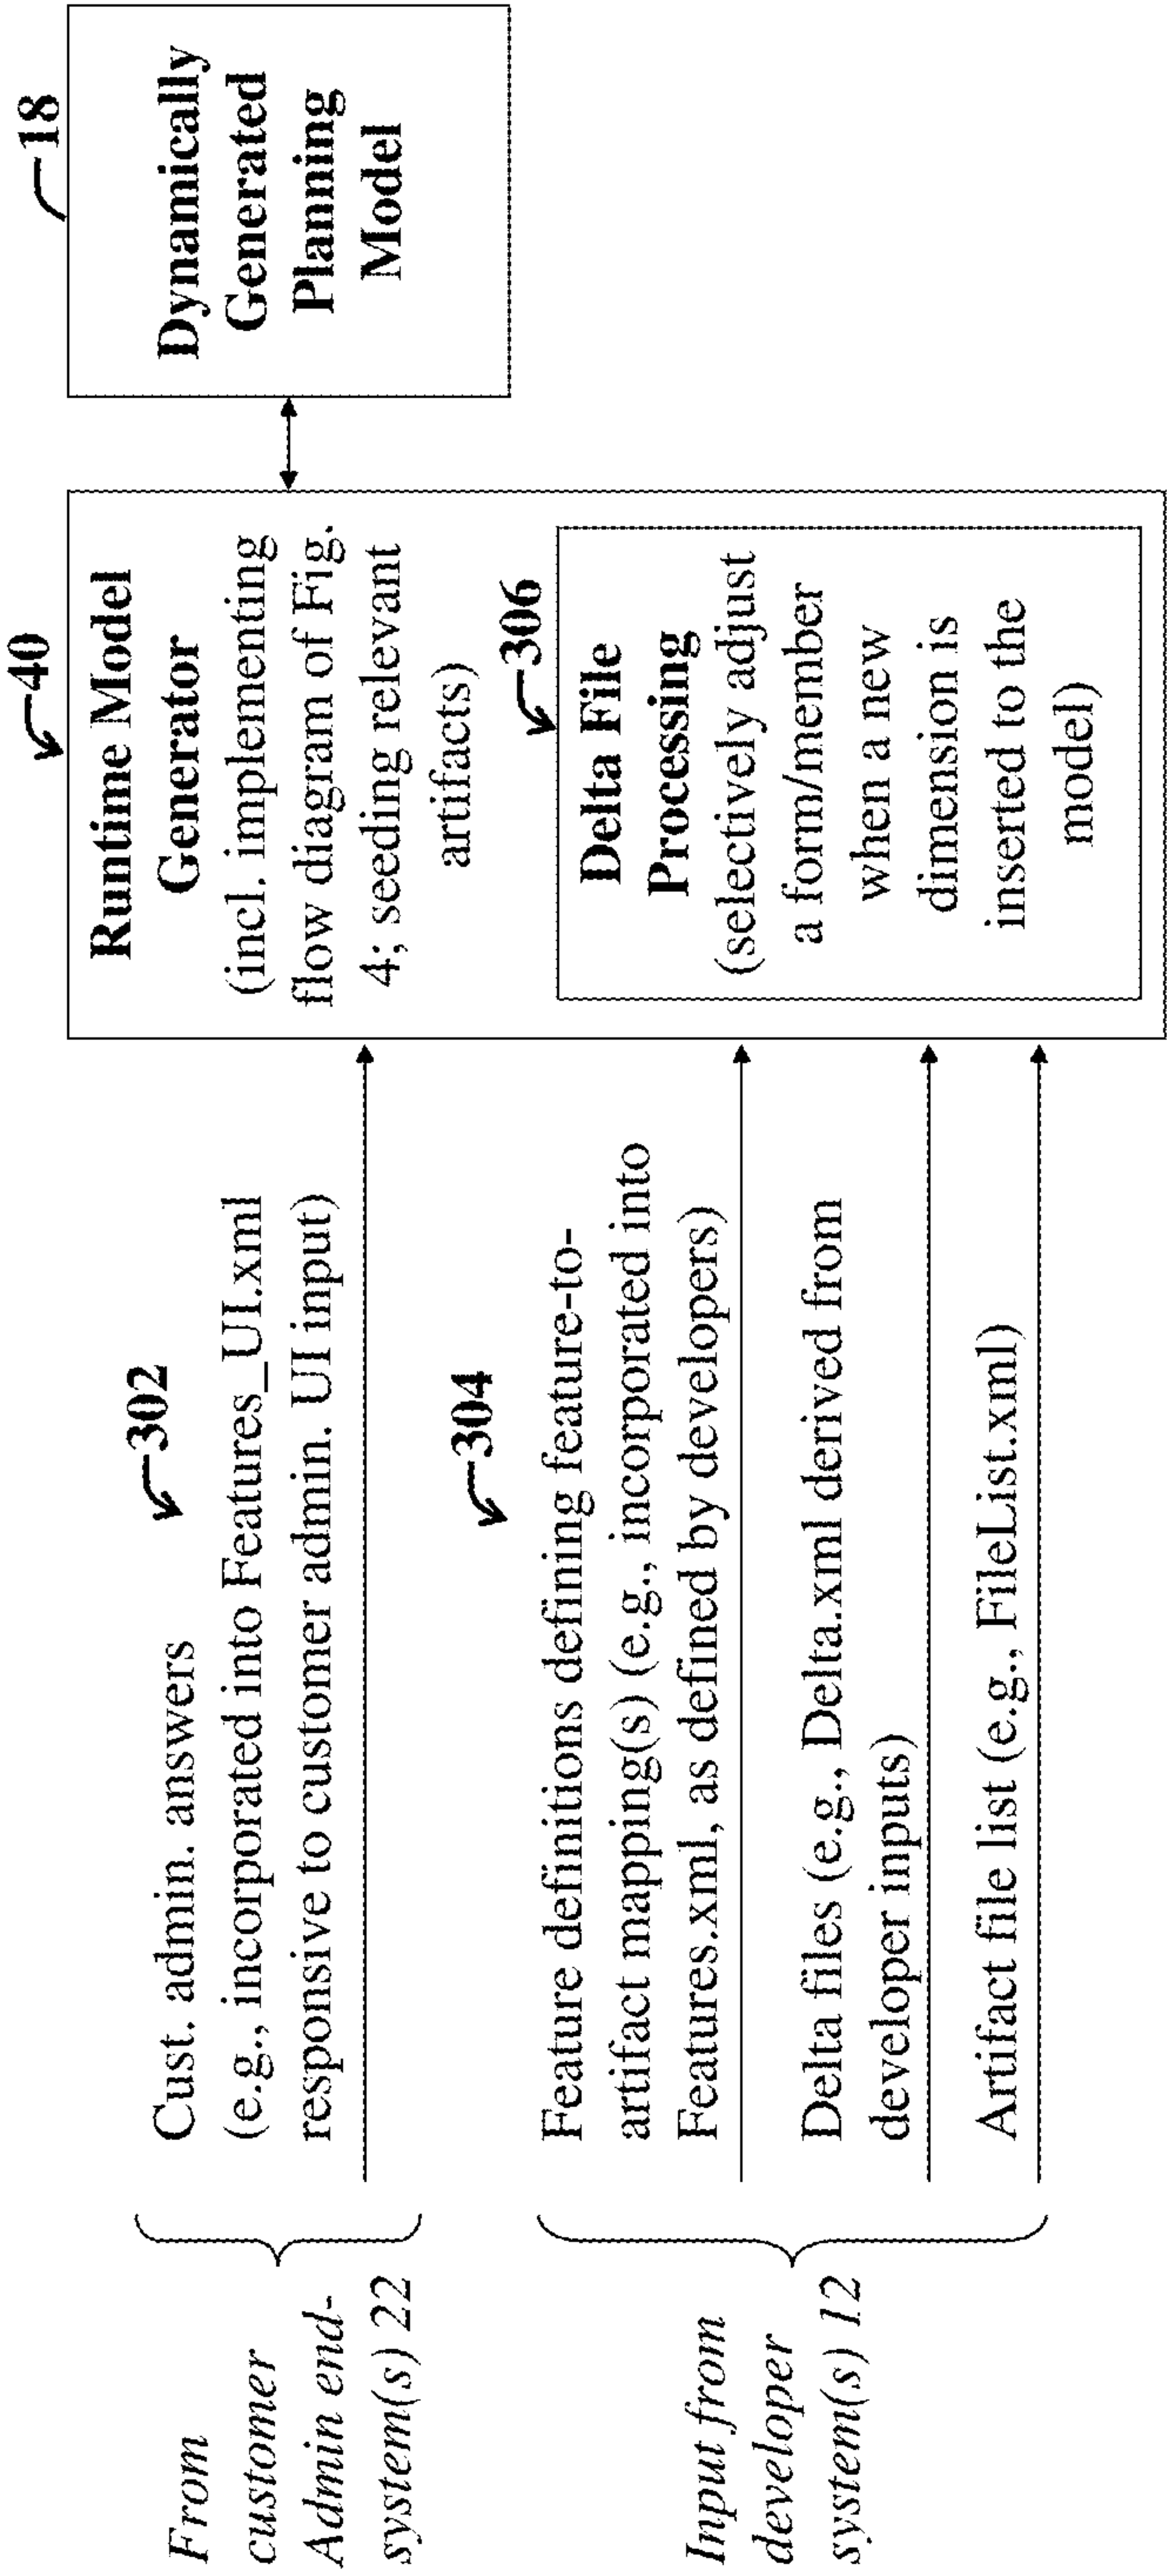 From
customer
Admin end-
system(s) 22
302
Cust. admin. answers
(e.g., incorporated into Features_UI.xml
responsive to customer admin. UI input)
Input from
developer
system(s) 12
304
Feature definitions defining feature-to-
artifact mapping(s) (e.g., incorporated into
Features.xml, as defined by developers)
Delta files (e.g., Delta.xml derived from
developer inputs)
Artifact file list (e.g., FileList.xml)
40
Runtime Model
Generator
(incl. implementing
flow diagram of Fig.
4; seeding relevant
artifacts)
306
Delta File
Processing
(selectively adjust
a form/member
when a new
dimension is
inserted to the
model)
18
Dynamically
Generated
Planning
Model